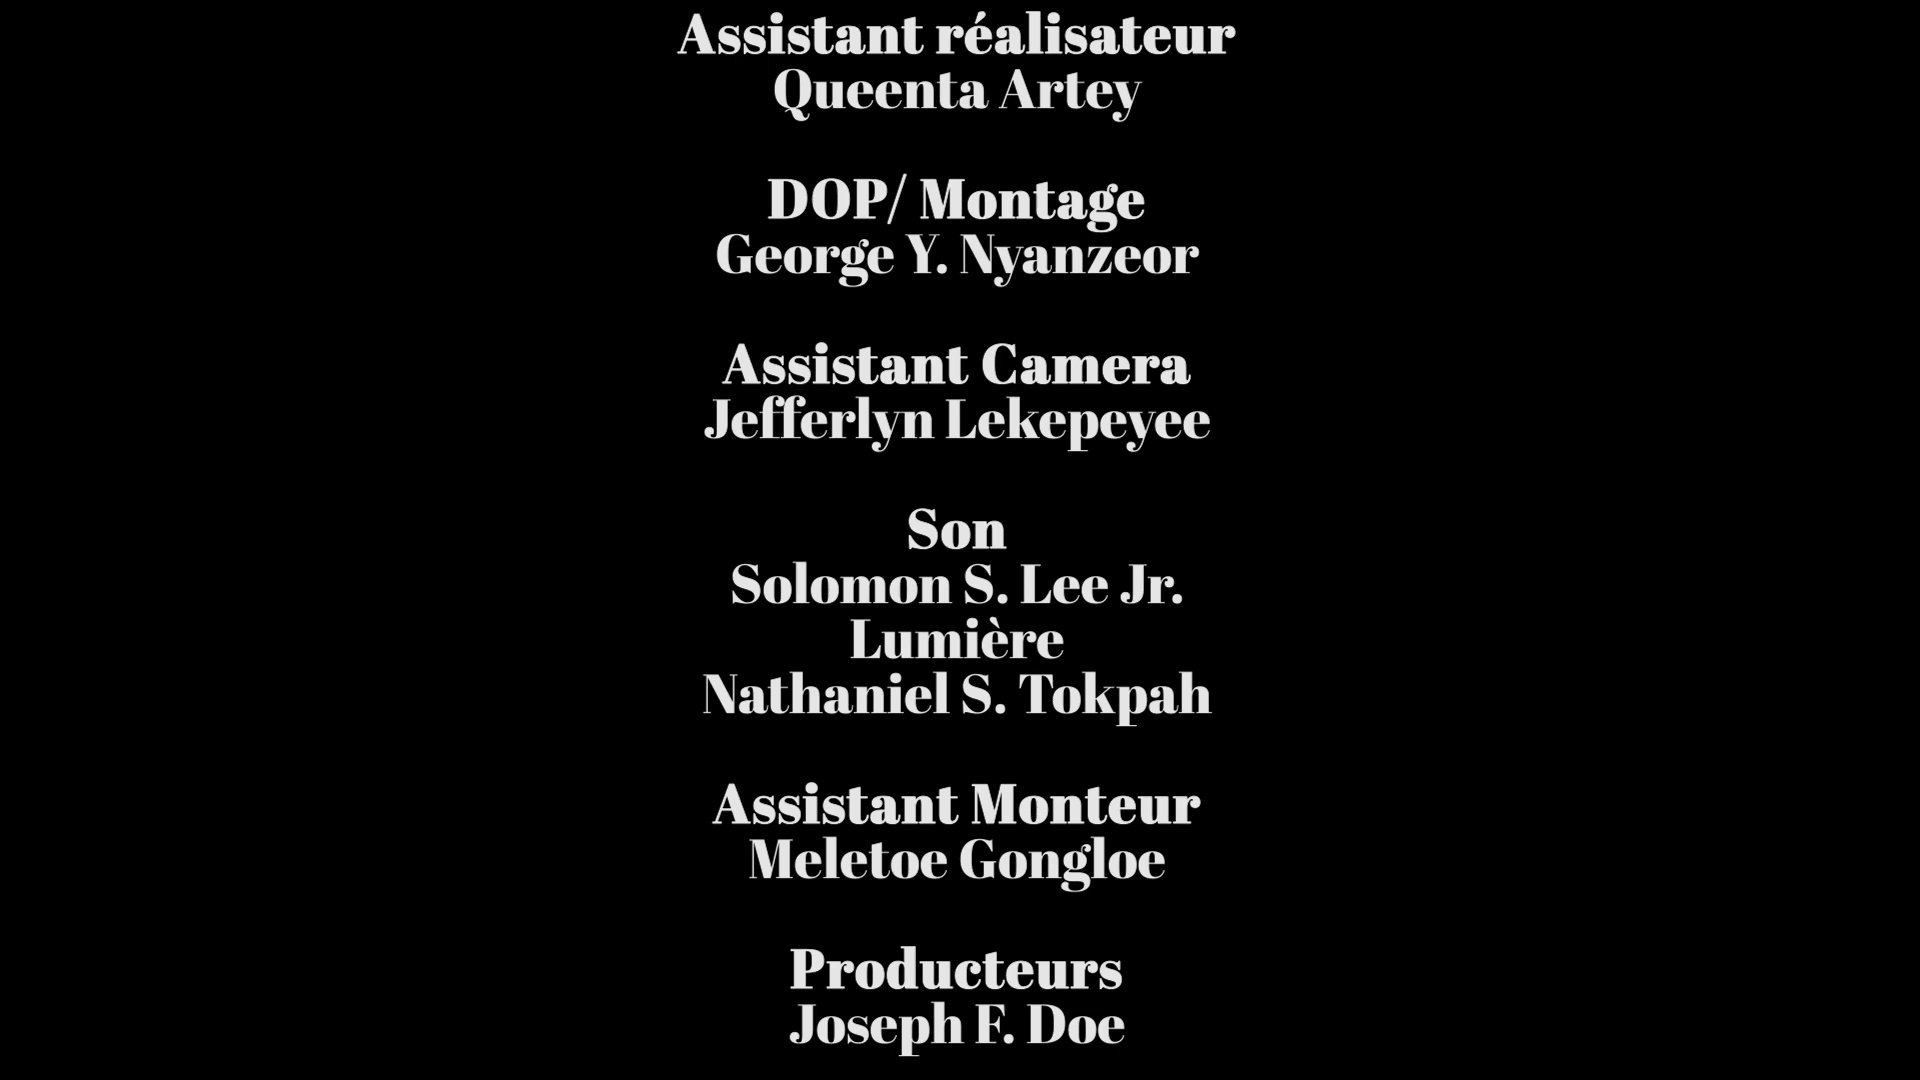 Assistant réalisateur
Queenta Artey
DOP/ Montage
George Y. Nyanzeor
Assistant Camera
Jefferlyn Lekepeyee
Son
Solomon S. Lee Jr.
Lumière
Nathaniel S. Tokpah
Assistant Monteur
Meletoe Gongloe
Producteurs
Joseph F. Doe